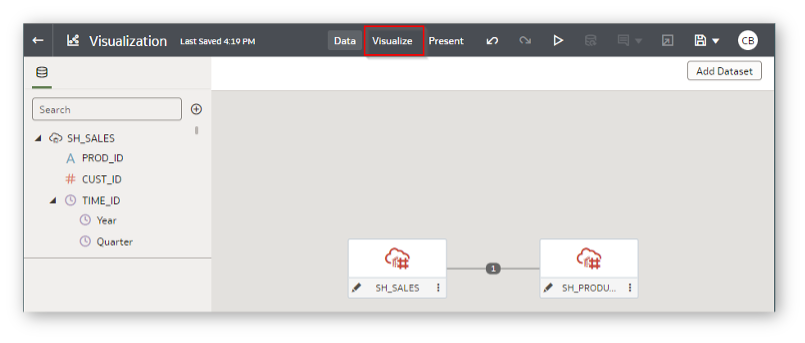 Visualization Last Saved 4:19 PM Data Visualize Present CB
Add Dataset
Search
SH_SALES
A PROD_ID
# CUST_ID
TIME_ID
Year
Quarter
1
SH_SALES SH_PRODU...